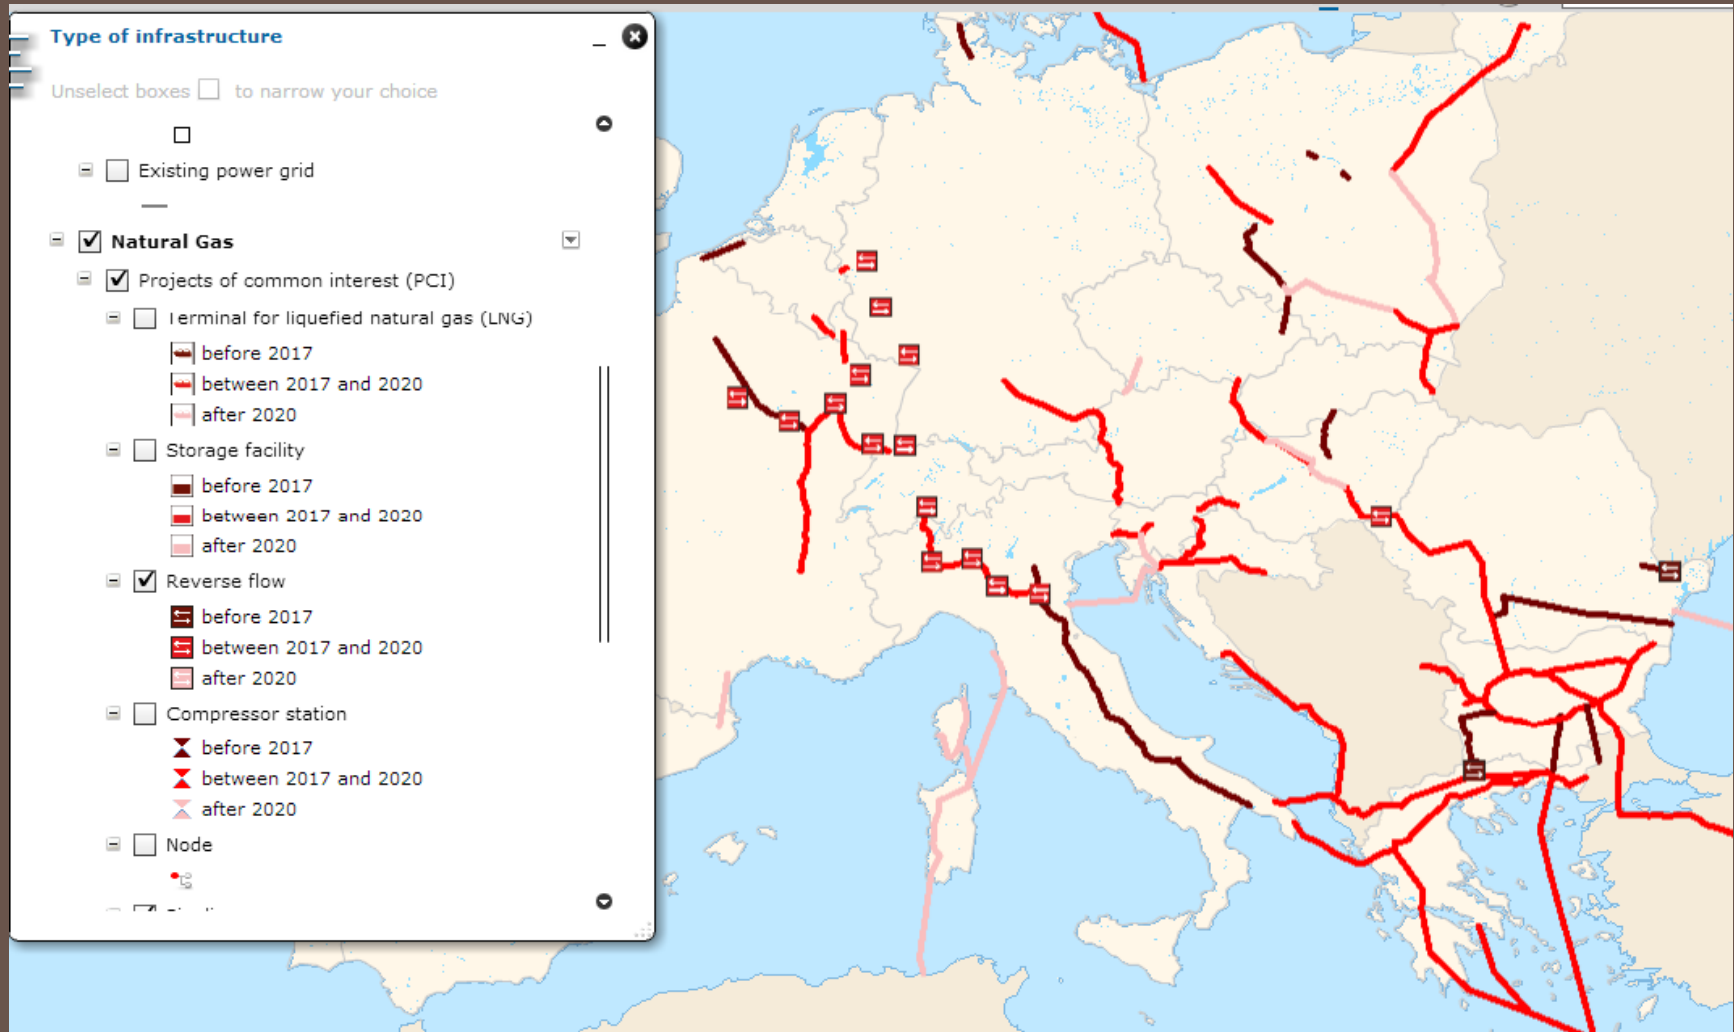 Type of infrastructure
Unselect boxes to narrow your choice
Existing power grid
Natural Gas
Projects of common interest (PCI)
Terminal for liquefied natural gas (LNG)
before 2017
between 2017 and 2020
after 2020
Storage facility
before 2017
between 2017 and 2020
after 2020
Reverse flow
before 2017
between 2017 and 2020
after 2020
Compressor station
before 2017
between 2017 and 2020
after 2020
Node